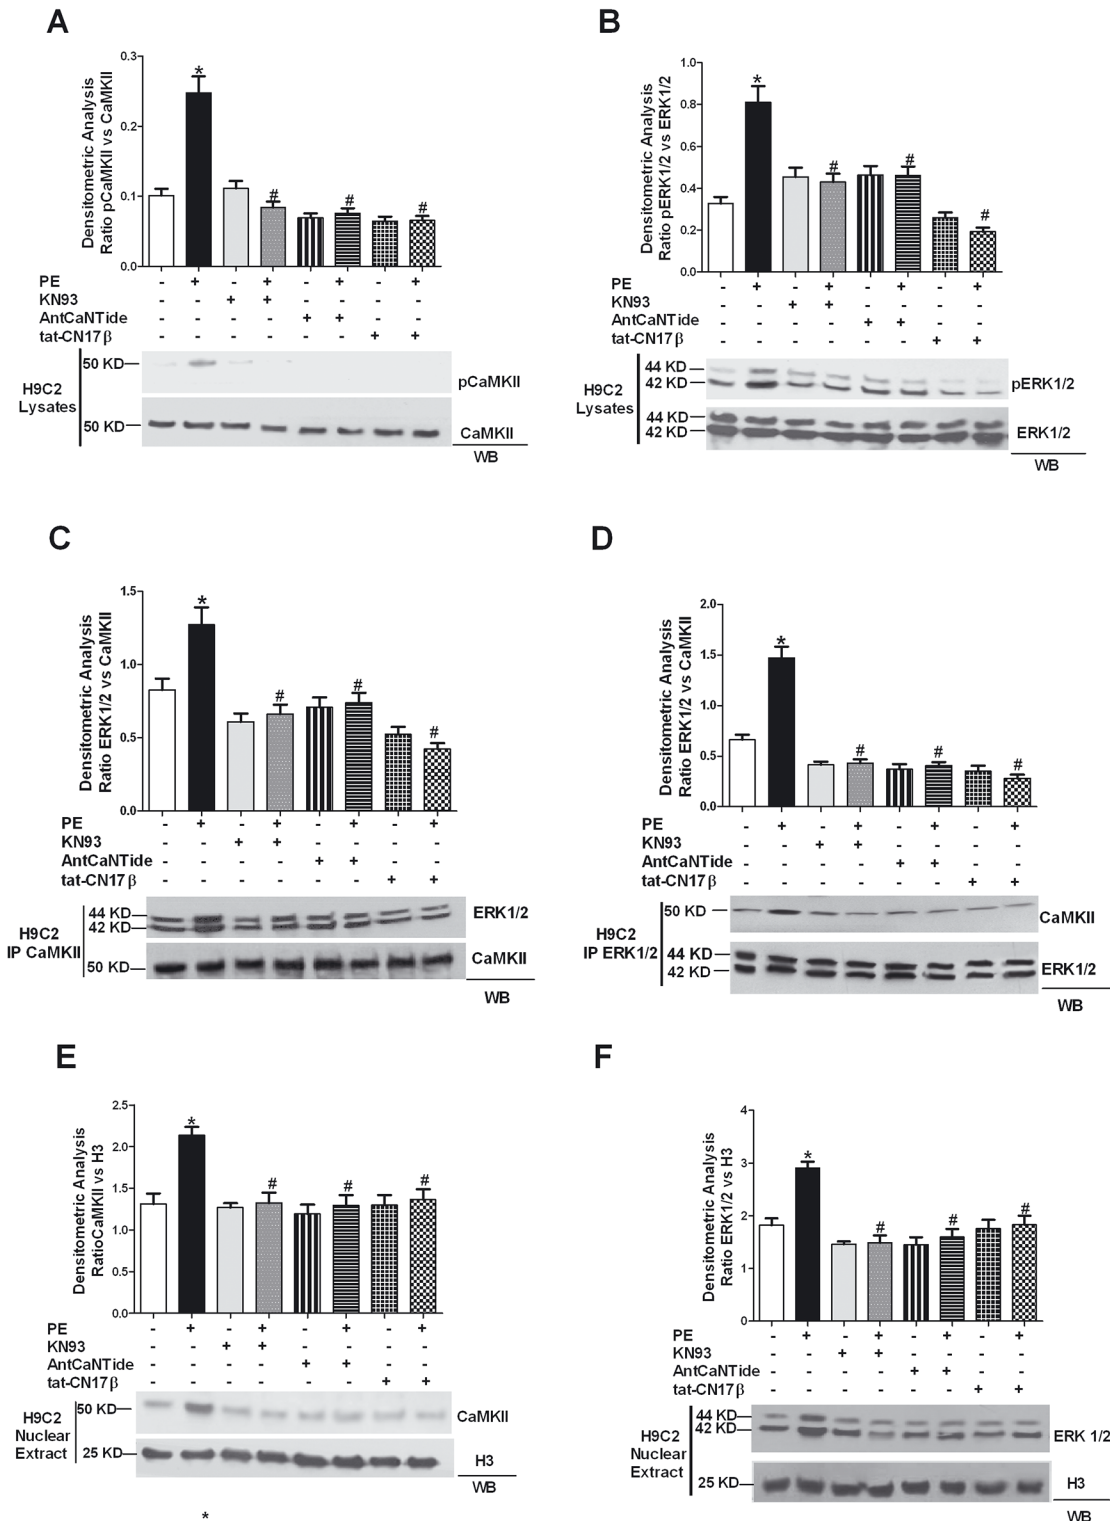 A
Densitometric Analysis
Ratio pCaMKII vs CaMKII
0.3
0.2
0.1
0.0
*
#
#
#
PE - + - + - + - +
KN93 - - + + - - - -
AntCaNTide - - - - + + - -
tat-CN17β - - - - - - + +
H9C2
Lysates
50 KD
pCaMKII
50 KD
CaMKII
WB
B
Densitometric Analysis
Ratio pERK1/2 vs ERK1/2
1.0
0.8
0.6
0.4
0.2
0.0
*
#
#
#
PE - + - + - + - +
KN93 - - + + - - - -
AntCaNTide - - - - + + - -
tat-CN17β - - - - - - + +
H9C2
Lysates
44 KD
42 KD
pERK1/2
44 KD
42 KD
ERK1/2
WB
C
Densitometric Analysis
Ratio ERK1/2 vs CaMKII
1.5
1.0
0.5
0.0
*
#
#
#
PE - + - + - + - +
KN93 - - + + - - - -
AntCaNTide - - - - + + - -
tat-CN17β - - - - - - + +
H9C2
IP CaMKII
44 KD
42 KD
ERK1/2
50 KD
CaMKII
WB
D
Densitometric Analysis
Ratio ERK1/2 vs CaMKII
2.0
1.5
1.0
0.5
0.0
*
#
#
#
PE - + - + - + - +
KN93 - - + + - - - -
AntCaNTide - - - - + + - -
tat-CN17β - - - - - - + +
H9C2
IP ERK1/2
50 KD
CaMKII
44 KD
42 KD
ERK1/2
WB
E
Densitometric Analysis
RatioCaMKII vs H3
2.5
2.0
1.5
1.0
0.5
0.0
*
#
#
#
PE - + - + - + - +
KN93 - - + + - - - -
AntCaNTide - - - - + + - -
tat-CN17β - - - - - - + +
H9C2
Nuclear
Extract
50 KD
CaMKII
25 KD
H3
WB
*
F
Densitometric Analysis
Ratio ERK1/2 vs H3
4
3
2
1
0
*
#
#
#
PE - + - + - + - +
KN93 - - + + - - - -
AntCaNTide - - - - + + - -
tat-CN17β - - - - - - + +
H9C2
Nuclear
Extract
44 KD
42 KD
ERK 1/2
25 KD
H3
WB